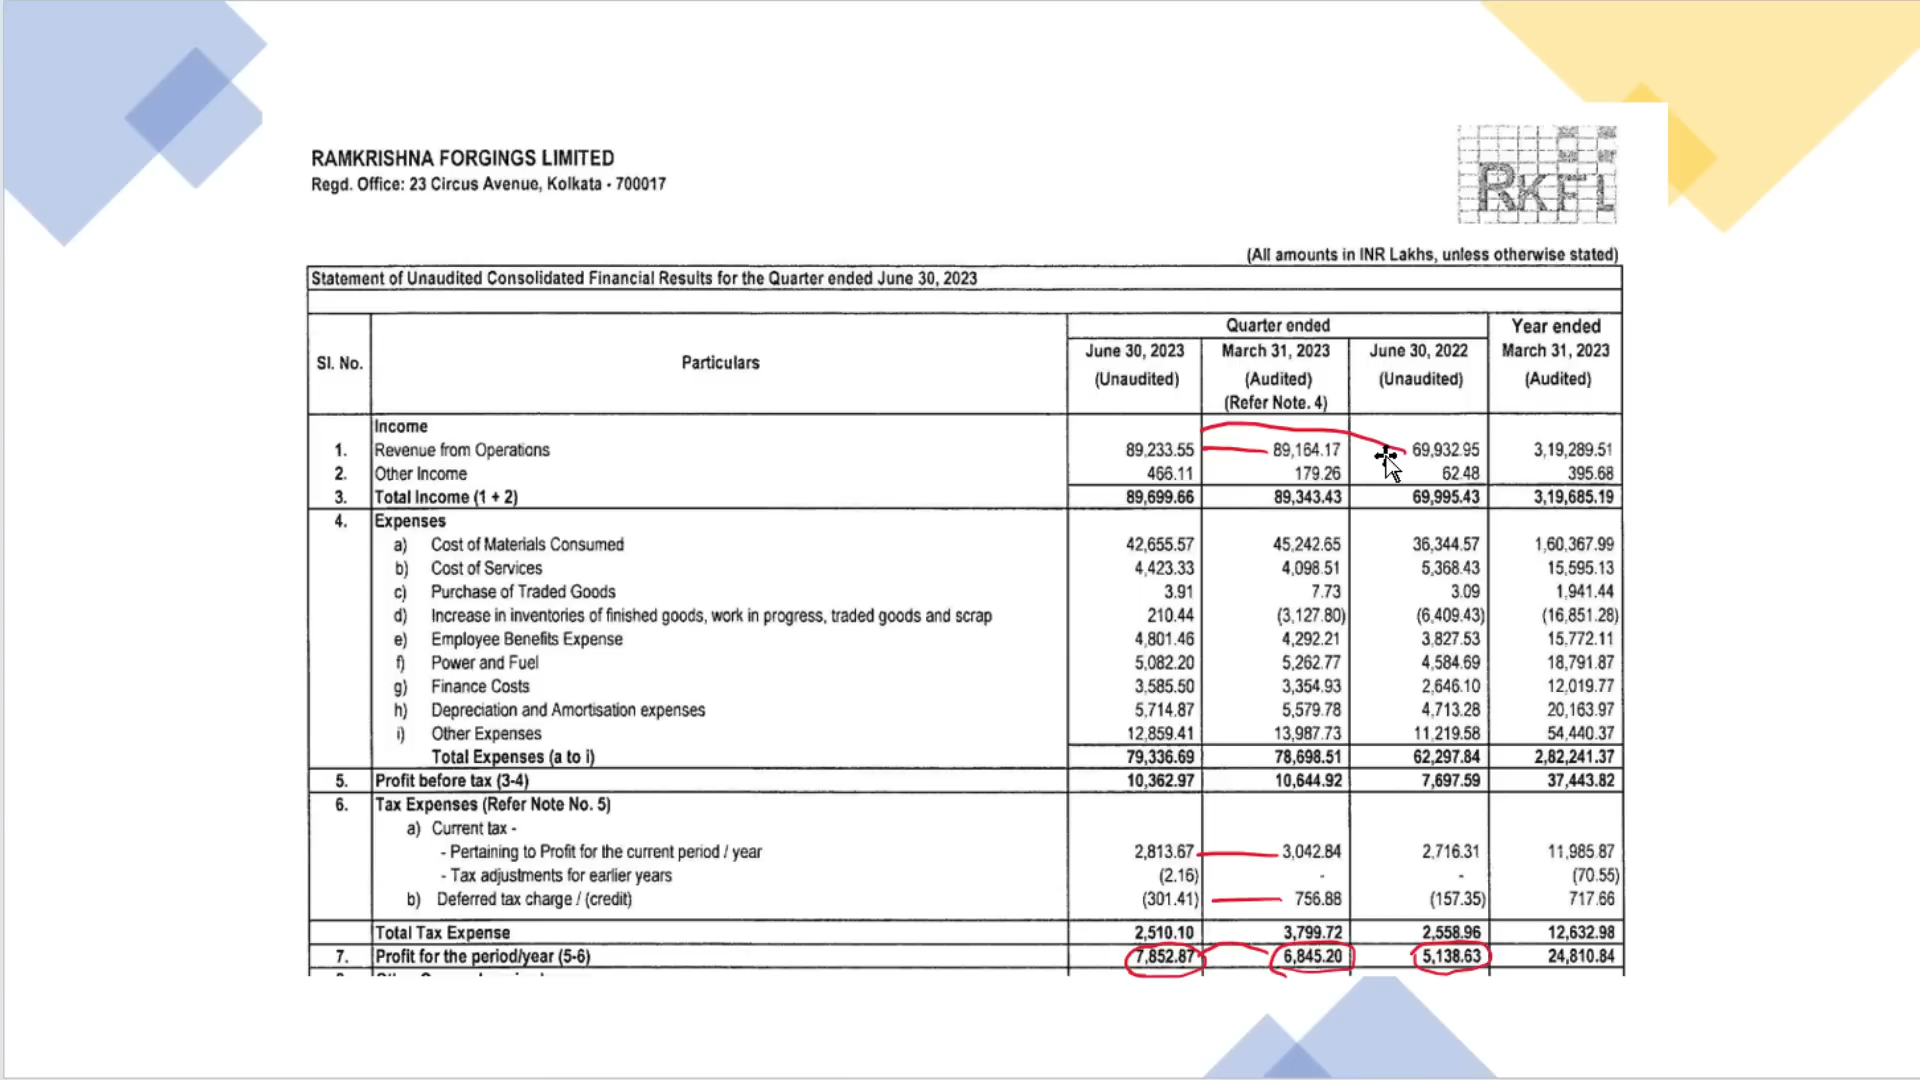 RAMKRISHNA FORGINGS LIMITED
Regd. Office: 23 Circus Avenue, Kolkata - 700017
RKFL
(All amounts in INR Lakhs, unless otherwise stated)
Statement of Unaudited Consolidated Financial Results for the Quarter ended June 30, 2023
Sl. No. Particulars Quarter ended Year ended
June 30, 2023 March 31, 2023 June 30, 2022 March 31, 2023
(Unaudited) (Audited) (Unaudited) (Audited)
(Refer Note. 4)
Income
1. Revenue from Operations 89,233.55 89,164.17 69,932.95 3,19,289.51
2. Other Income 466.11 179.26 62.48 395.68
3. Total Income (1 + 2) 89,699.66 89,343.43 69,995.43 3,19,685.19
4. Expenses
a) Cost of Materials Consumed 42,655.57 45,242.65 36,344.57 1,60,367.99
b) Cost of Services 4,423.33 4,098.51 5,368.43 15,595.13
c) Purchase of Traded Goods 3.91 7.73 3.09 1,941.44
d) Increase in inventories of finished goods, work in progress, traded goods and scrap 210.44 (3,127.80) (6,409.43) (16,851.28)
e) Employee Benefits Expense 4,801.46 4,292.21 3,827.53 15,772.11
f) Power and Fuel 5,082.20 5,262.77 4,584.69 18,791.87
g) Finance Costs 3,585.50 3,354.93 2,646.10 12,019.77
h) Depreciation and Amortisation expenses 5,714.87 5,579.78 4,713.28 20,163.97
i) Other Expenses 12,859.41 13,987.73 11,219.58 54,440.37
Total Expenses (a to i) 79,336.69 78,698.51 62,297.84 2,82,241.37
5. Profit before tax (3-4) 10,362.97 10,644.92 7,697.59 37,443.82
6. Tax Expenses (Refer Note No. 5)
a) Current tax -
- Pertaining to Profit for the current period / year 2,813.67 3,042.84 2,716.31 11,985.87
- Tax adjustments for earlier years (2.16) - - (70.55)
b) Deferred tax charge / (credit) (301.41) 756.88 (157.35) 717.66
Total Tax Expense 2,510.10 3,799.72 2,558.96 12,632.98
7. Profit for the period/year (5-6) 7,852.87 6,845.20 5,138.63 24,810.84